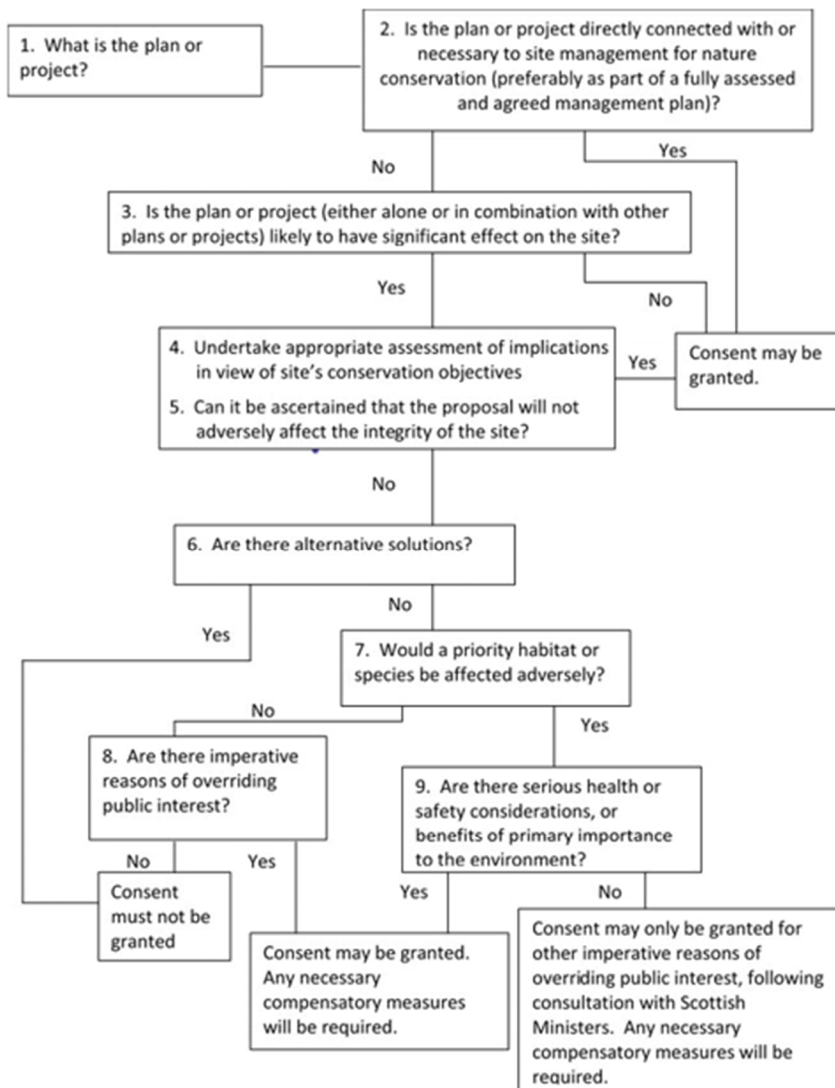 1. What is the plan or
project?
2. Is the plan or project directly connected with or
necessary to site management for nature
conservation (preferably as part of a fully assessed
and agreed management plan)?
No
Yes
3. Is the plan or project (either alone or in combination with other
plans or projects) likely to have significant effect on the site?
Yes
No
4. Undertake appropriate assessment of implications
in view of site's conservation objectives
5. Can it be ascertained that the proposal will not
adversely affect the integrity of the site?
Yes
Consent may be
granted.
No
6. Are there alternative solutions?
Yes
No
7. Would a priority habitat or
species be affected adversely?
No
Yes
8. Are there imperative
reasons of overriding
public interest?
9. Are there serious health or
safety considerations, or
benefits of primary importance
to the environment?
No
Yes
Consent
must not be
granted
Yes
No
Consent may be granted.
Any necessary
compensatory measures
will be required.
Consent may only be granted for
other imperative reasons of
overriding public interest, following
consultation with Scottish
Ministers. Any necessary
compensatory measures will be
required.